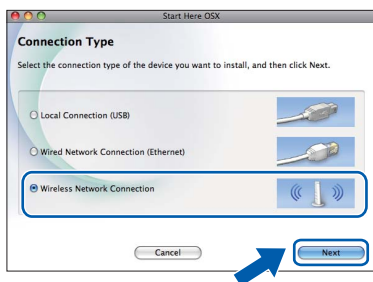 Start Here OSX
Connection Type
Select the connection type of the device you want to install, and then click Next.
Local Connection (USB)
Wired Network Connection (Ethernet)
Wireless Network Connection
Cancel
Next